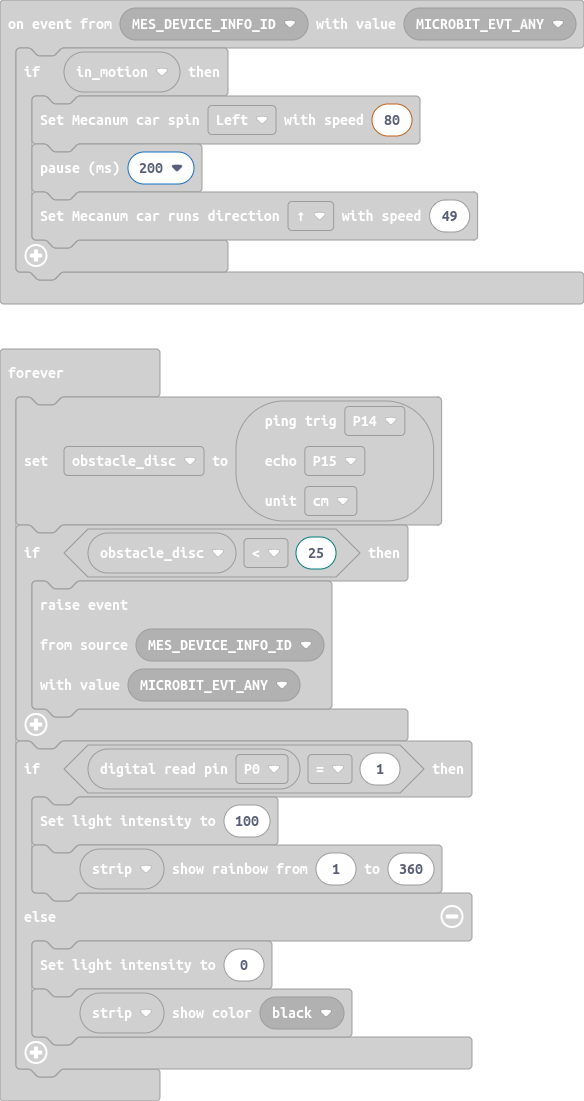 on event from MES_DEVICE_INFO_ID with value MICROBIT_EVT_ANY
if in_motion then
Set Mecanum car spin Left with speed 80
pause (ms) 200
Set Mecanum car runs direction ↑ with speed 49
forever
ping trig P14
set obstacle_disc to echo P15
unit cm
if obstacle_disc < 25 then
raise event
from source MES_DEVICE_INFO_ID
with value MICROBIT_EVT_ANY
if digital read pin P0 = 1 then
Set light intensity to 100
strip show rainbow from 1 to 360
else
Set light intensity to 0
strip show color black